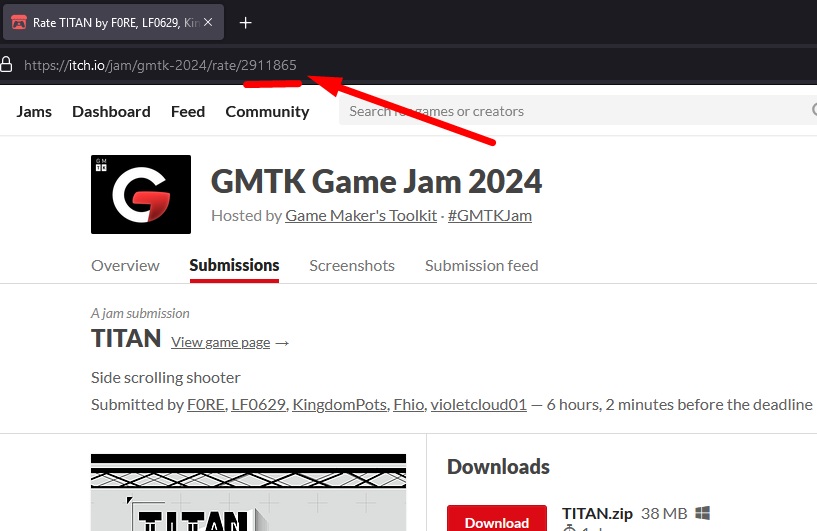 Rate TITAN by F0RE, LF0629, Kin
https://itch.io/jam/gmtk-2024/rate/2911865
Jams Dashboard Feed Community Search for games or creators
GM
TK
GMTK Game Jam 2024
Hosted by Game Maker's Toolkit · #GMTKJam
Overview Submissions Screenshots Submission feed
A jam submission
TITAN View game page →
Side scrolling shooter
Submitted by F0RE, LF0629, KingdomPots, Fhio, violetcloud01 — 6 hours, 2 minutes before the deadline
Downloads
TITAN
Download TITAN.zip 38 MB